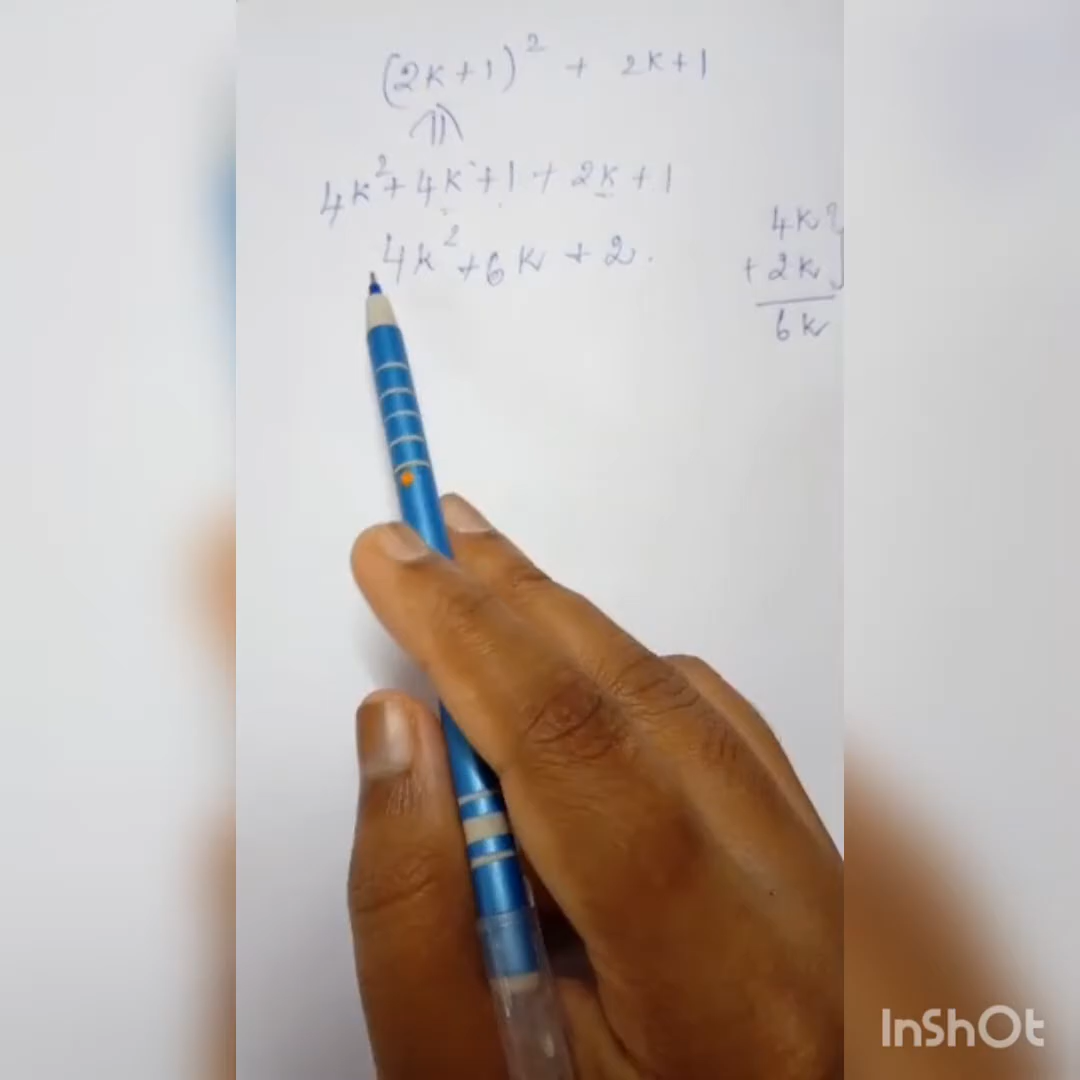 (2k+1)² + 2k+1
4k²+4k+1+2k+1
4k²+6k+2.
4k
+2k
6k
InShOt